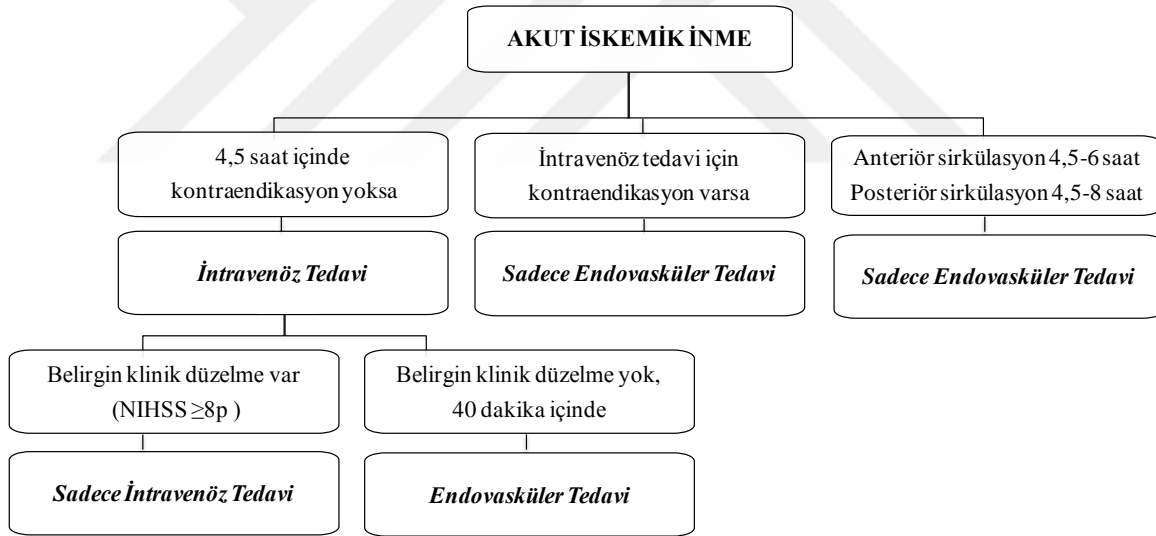 AKUT İSKEMİK İNME
4,5 saat içinde
kontraendikasyon yoksa
İntravenöz tedavi için
kontraendikasyon varsa
Anteriör sirkülasyon 4,5-6 saat
Posteriör sirkülasyon 4,5-8 saat
İntravenöz Tedavi
Sadece Endovasküler Tedavi
Sadece Endovasküler Tedavi
Belirgin klinik düzelme var
(NIHSS ≥8p )
Belirgin klinik düzelme yok,
40 dakika içinde
Sadece İntravenöz Tedavi
Endovasküler Tedavi